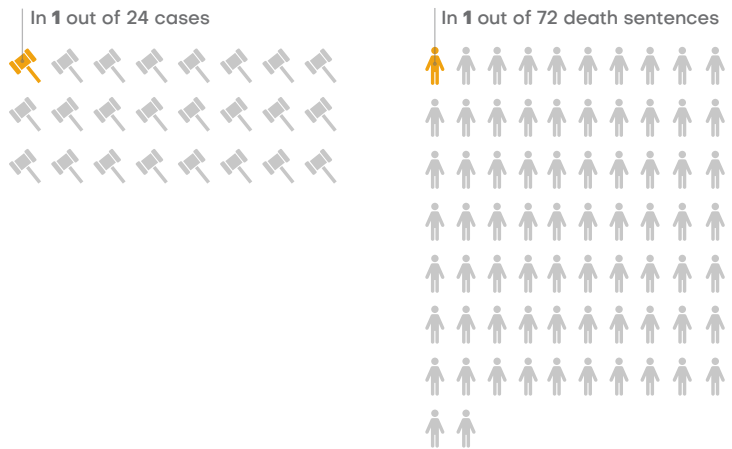 In 1 out of 24 cases
In 1 out of 72 death sentences